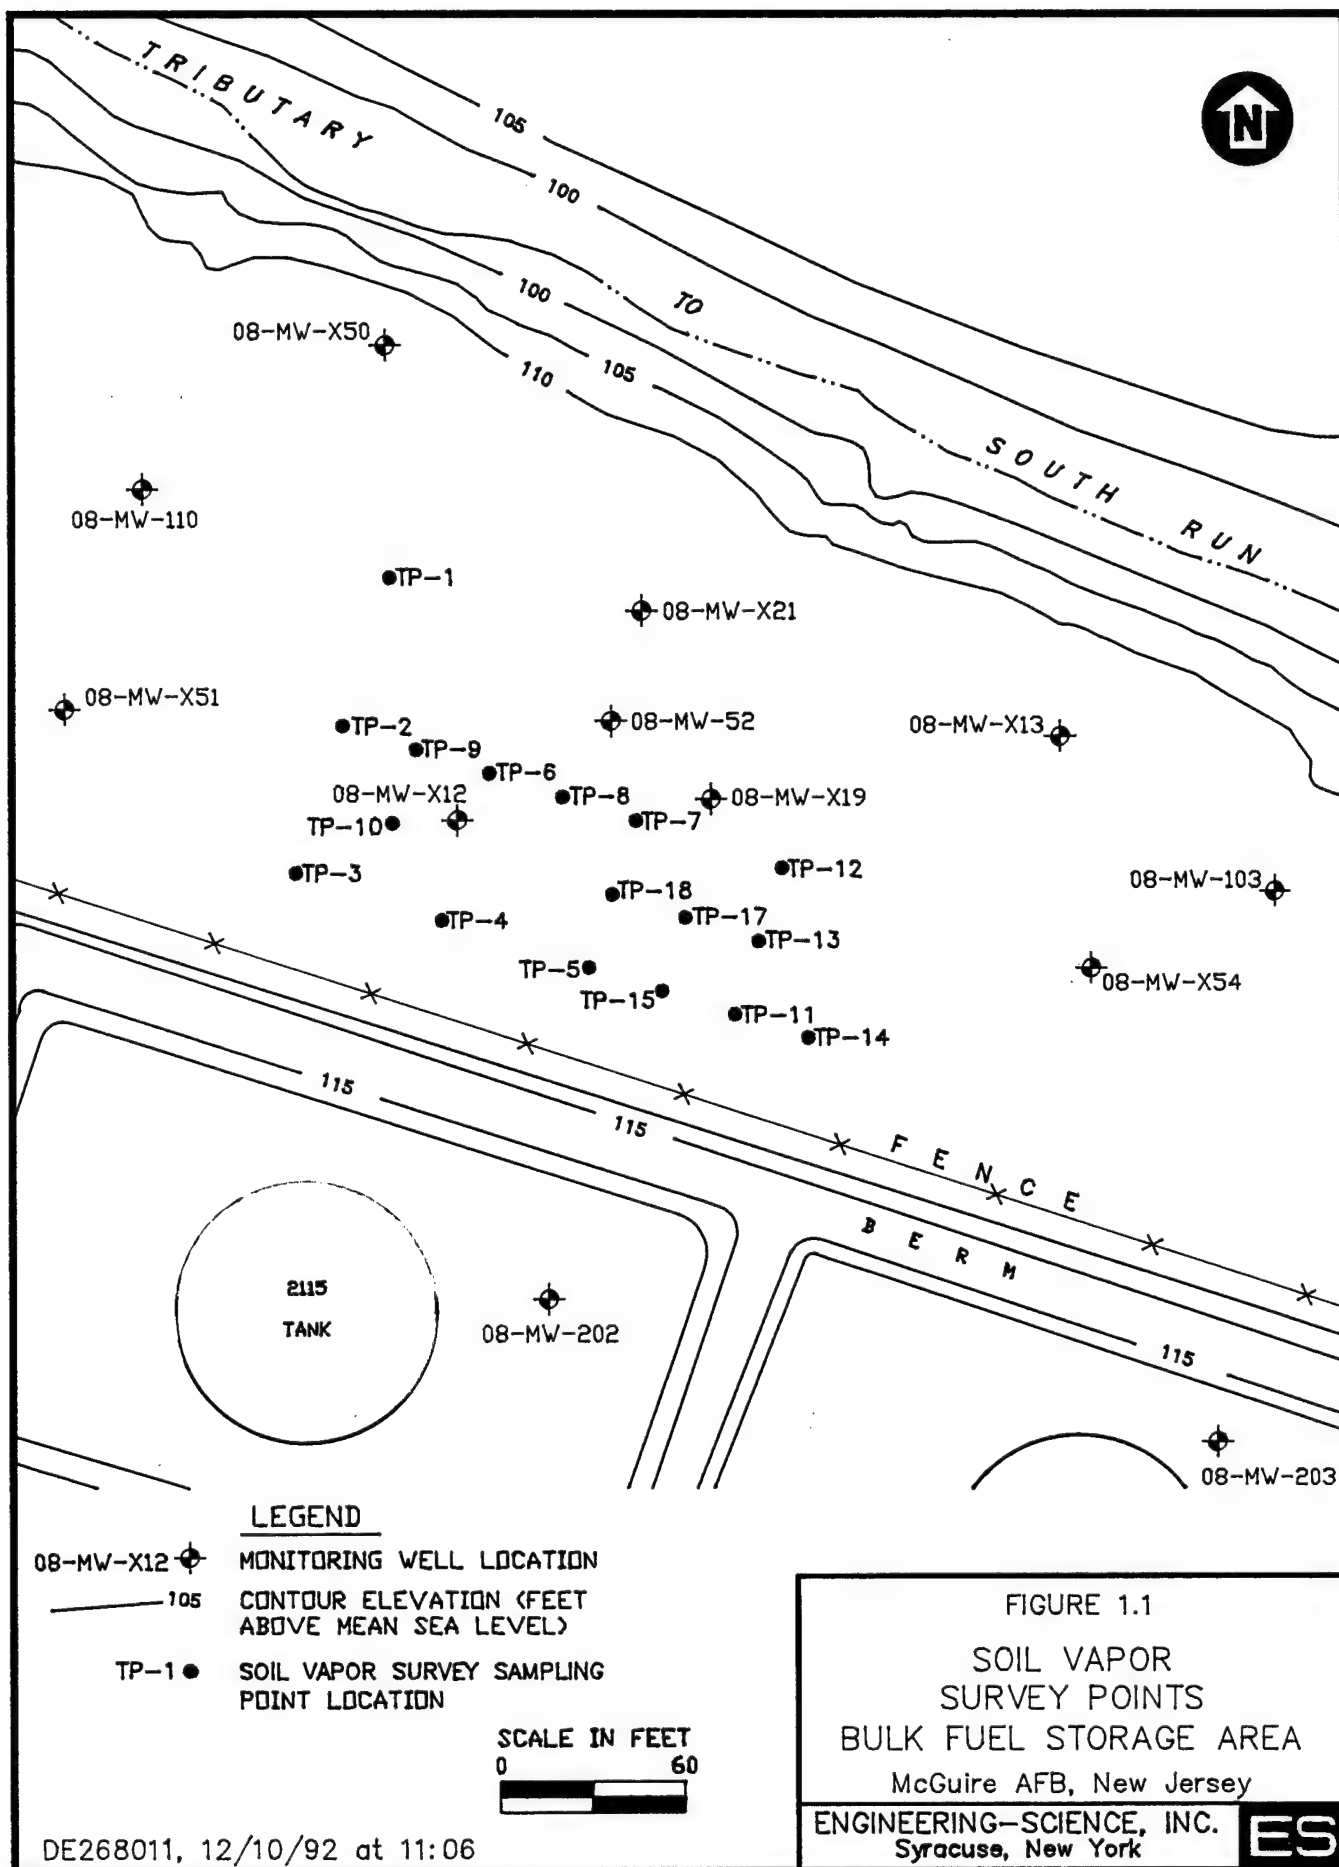 TRIBUTARY
105
N
100
100
TO
08-MW-X50
105
110
SOUTH
08-MW-110
RUN
TP-1
08-MW-X21
08-MW-X51
08-MW-52
08-MW-X13
TP-2
TP-9
TP-6
08-MW-X12
TP-8
08-MW-X19
TP-10
TP-7
TP-3
TP-12
08-MW-103
TP-18
TP-4
TP-17
TP-13
TP-5
08-MW-X54
TP-15
TP-11
TP-14
115
115
FENCE
BERM
2115
TANK
08-MW-202
115
08-MW-203
LEGEND
08-MW-X12 MONITORING WELL LOCATION
105 CONTOUR ELEVATION (FEET
ABOVE MEAN SEA LEVEL)
TP-1 SOIL VAPOR SURVEY SAMPLING
POINT LOCATION
SCALE IN FEET
0 60
DE268011, 12/10/92 at 11:06
FIGURE 1.1
SOIL VAPOR
SURVEY POINTS
BULK FUEL STORAGE AREA
McGuire AFB, New Jersey
ENGINEERING-SCIENCE, INC.
Syracuse, New York
ES